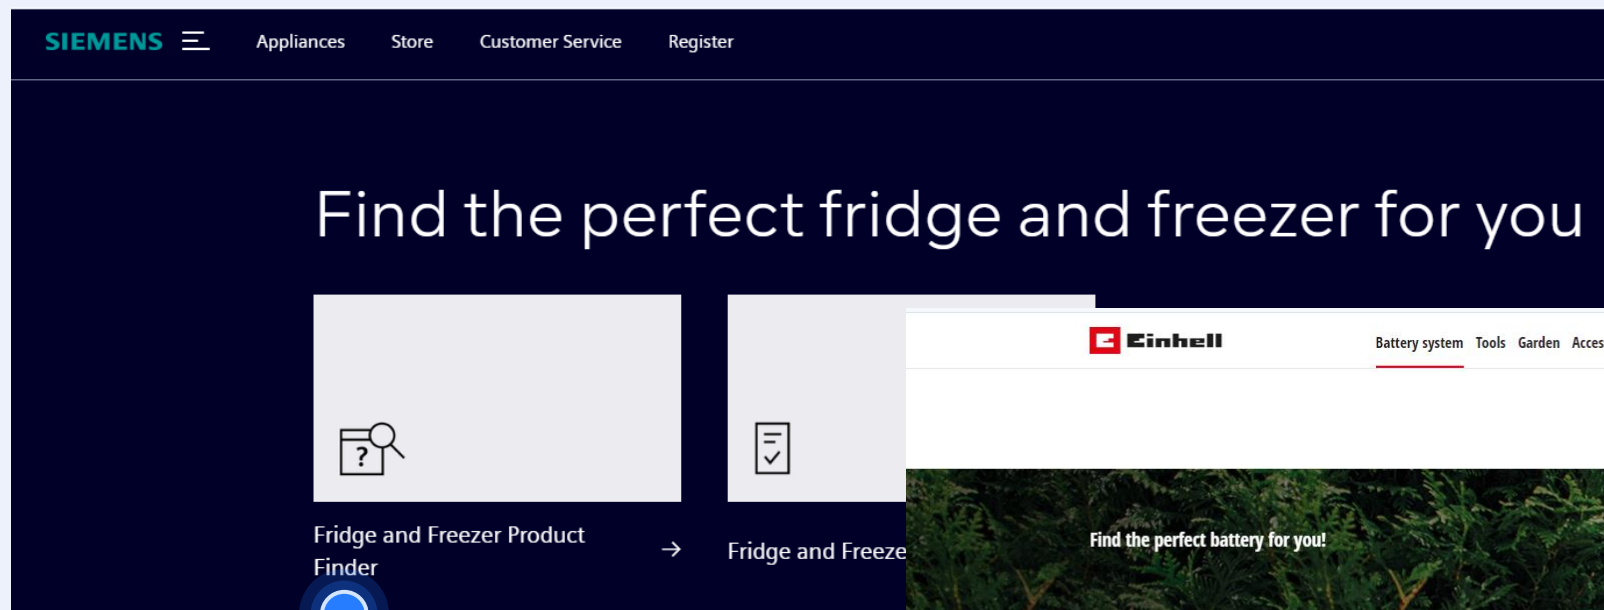 SIEMENS Appliances Store Customer Service Register
Find the perfect fridge and freezer for you
?
Fridge and Freezer Product
Finder
Fridge and Freeze
Einhell Battery system Tools Garden Acces
Find the perfect battery for you!